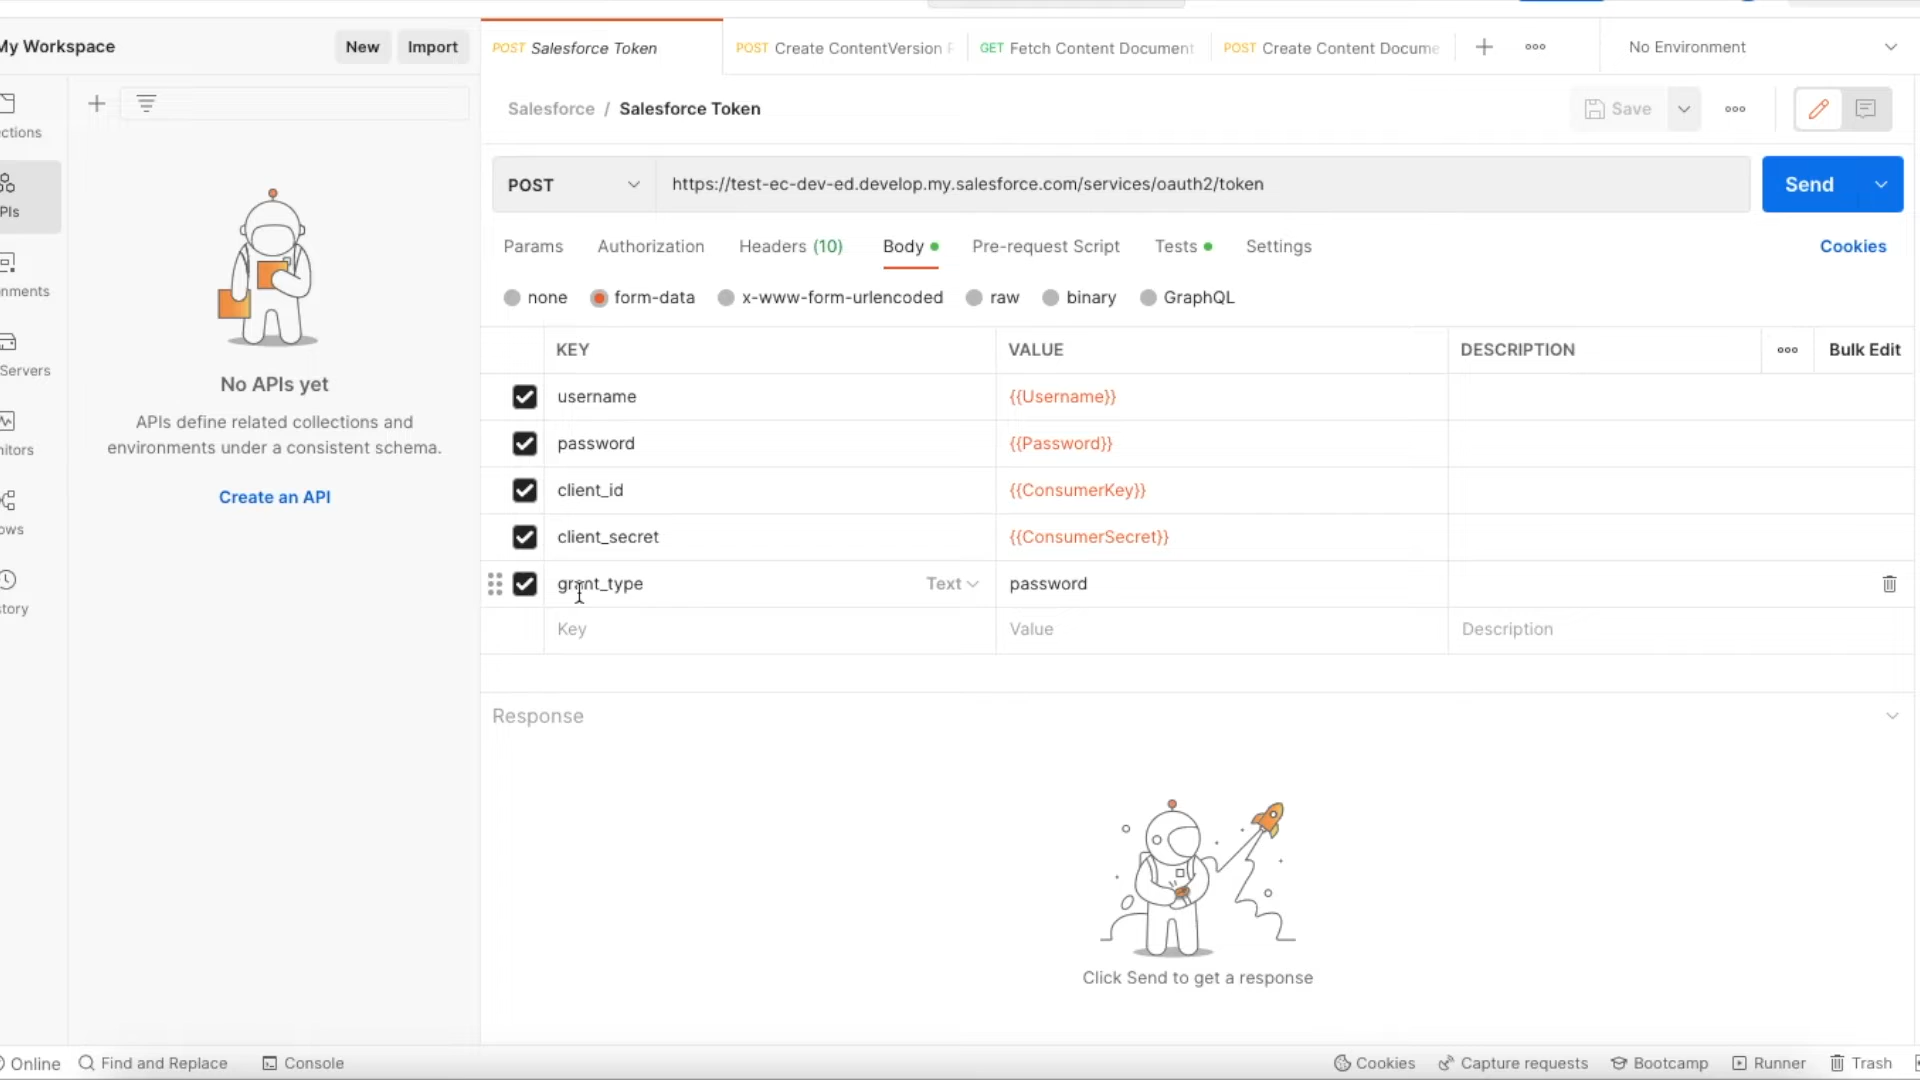 My Workspace
New
Import
POST Salesforce Token
POST Create ContentVersion
GET Fetch Content Document
POST Create Content Docume
No Environment
Salesforce / Salesforce Token
Save
POST
https://test-ec-dev-ed.develop.my.salesforce.com/services/oauth2/token
Send
Params
Authorization
Headers (10)
Body
Pre-request Script
Tests
Settings
Cookies
none
form-data
x-www-form-urlencoded
raw
binary
GraphQL
KEY
VALUE
DESCRIPTION
Bulk Edit
username
{{Username}}
password
{{Password}}
client_id
{{ConsumerKey}}
client_secret
{{ConsumerSecret}}
grant_type
Text
password
Key
Value
Description
Response
Click Send to get a response
ctions
PIs
nments
Servers
nitors
ows
story
No APIs yet
APIs define related collections and
environments under a consistent schema.
Create an API
Online
Find and Replace
Console
Cookies
Capture requests
Bootcamp
Runner
Trash